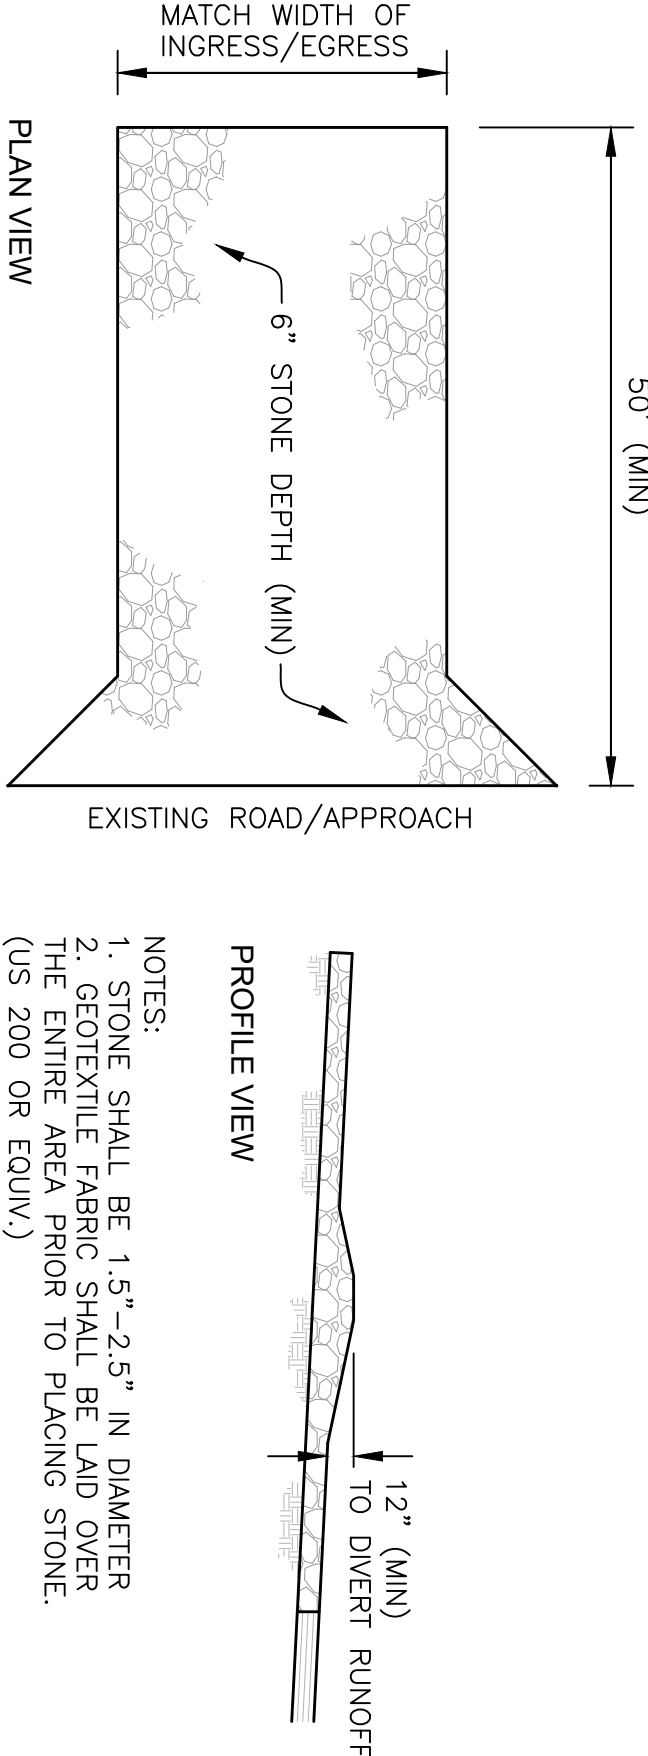 MATCH WIDTH OF
INGRESS/EGRESS
50' (MIN)
6" STONE DEPTH (MIN)
EXISTING ROAD/APPROACH
PLAN VIEW
12" (MIN)
TO DIVERT RUNOFF
PROFILE VIEW
NOTES:
1. STONE SHALL BE 1.5"-2.5" IN DIAMETER
2. GEOTEXTILE FABRIC SHALL BE LAID OVER
THE ENTIRE AREA PRIOR TO PLACING STONE.
(US 200 OR EQUIV.)